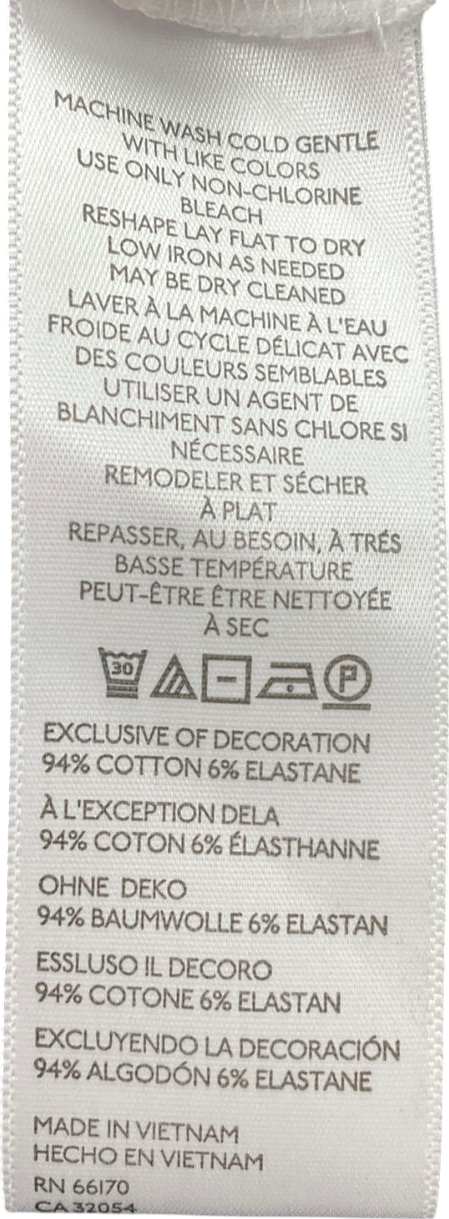 MACHINE WASH COLD GENTLE
WITH LIKE COLORS
USE ONLY NON-CHLORINE
BLEACH
RESHAPE LAY FLAT TO DRY
LOW IRON AS NEEDED
MAY BE DRY CLEANED
LAVER À LA MACHINE À L'EAU
FROIDE AU CYCLE DÉLICAT AVEC
DES COULEURS SEMBLABLES
UTILISER UN AGENT DE
BLANCHIMENT SANS CHLORE SI
NÉCESSAIRE
REMODELER ET SÉCHER
À PLAT
REPASSER, AU BESOIN, À TRÉS
BASSE TEMPÉRATURE
PEUT-ÊTRE ÊTRE NETTOYÉE
À SEC
30 P
EXCLUSIVE OF DECORATION
94% COTTON 6% ELASTANE
À L'EXCEPTION DELA
94% COTON 6% ÉLASTHANNE
OHNE DEKO
94% BAUMWOLLE 6% ELASTAN
ESSLUSO IL DECORO
94% COTONE 6% ELASTAN
EXCLUYENDO LA DECORACIÓN
94% ALGODÓN 6% ELASTANE
MADE IN VIETNAM
HECHO EN VIETNAM
RN 66170
CA 32054